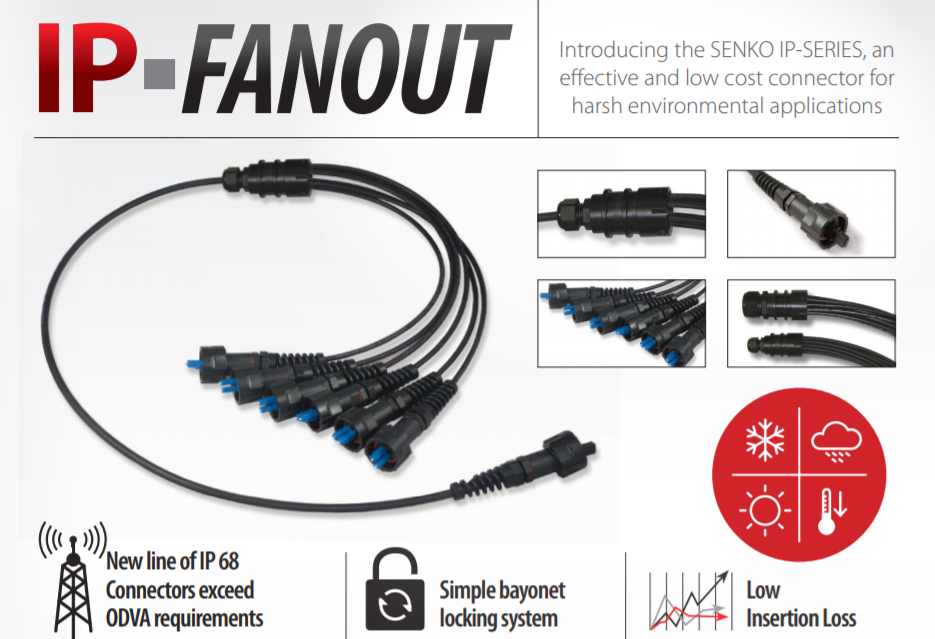 IP-FANOUT
Introducing the SENKO IP-SERIES, an
effective and low cost connector for
harsh environmental applications
New line of IP 68
Connectors exceed
ODVA requirements
Simple bayonet
locking system
Low
Insertion Loss